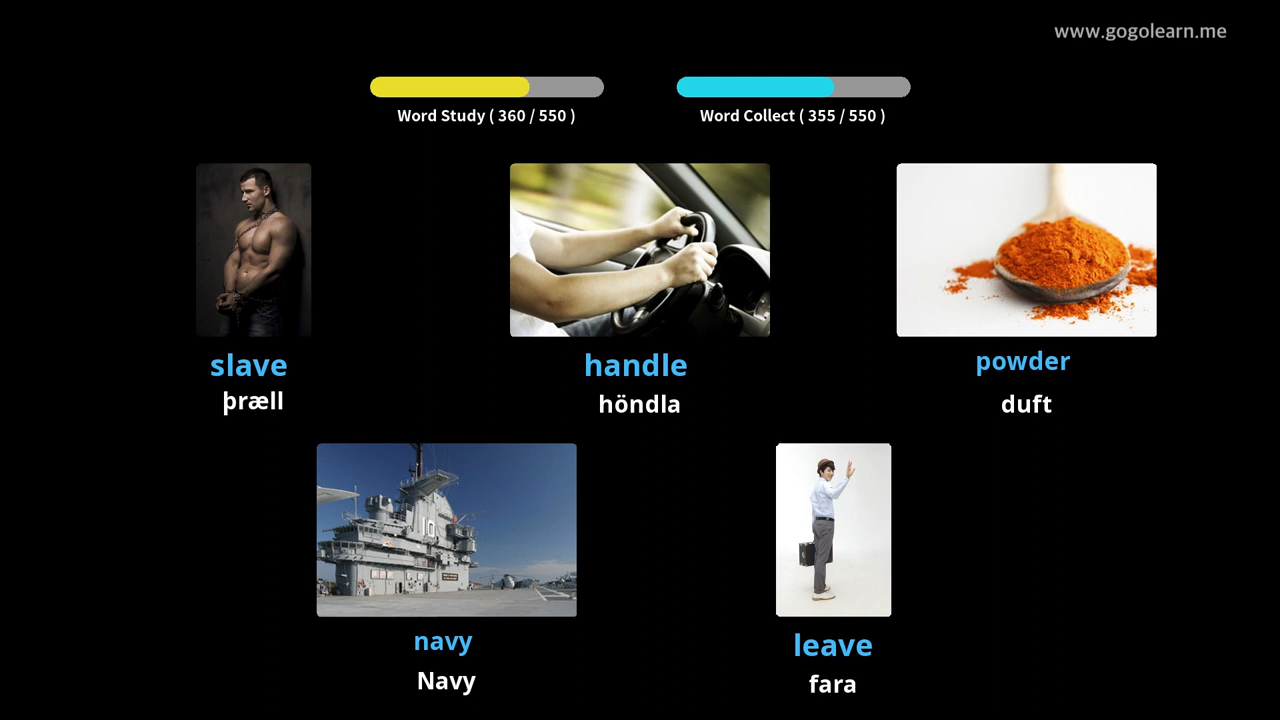 www.gogolearn.me
Word Study ( 360 / 550 )
Word Collect ( 355 / 550 )
slave
þræll
handle
höndla
powder
duft
10
navy
Navy
leave
fara